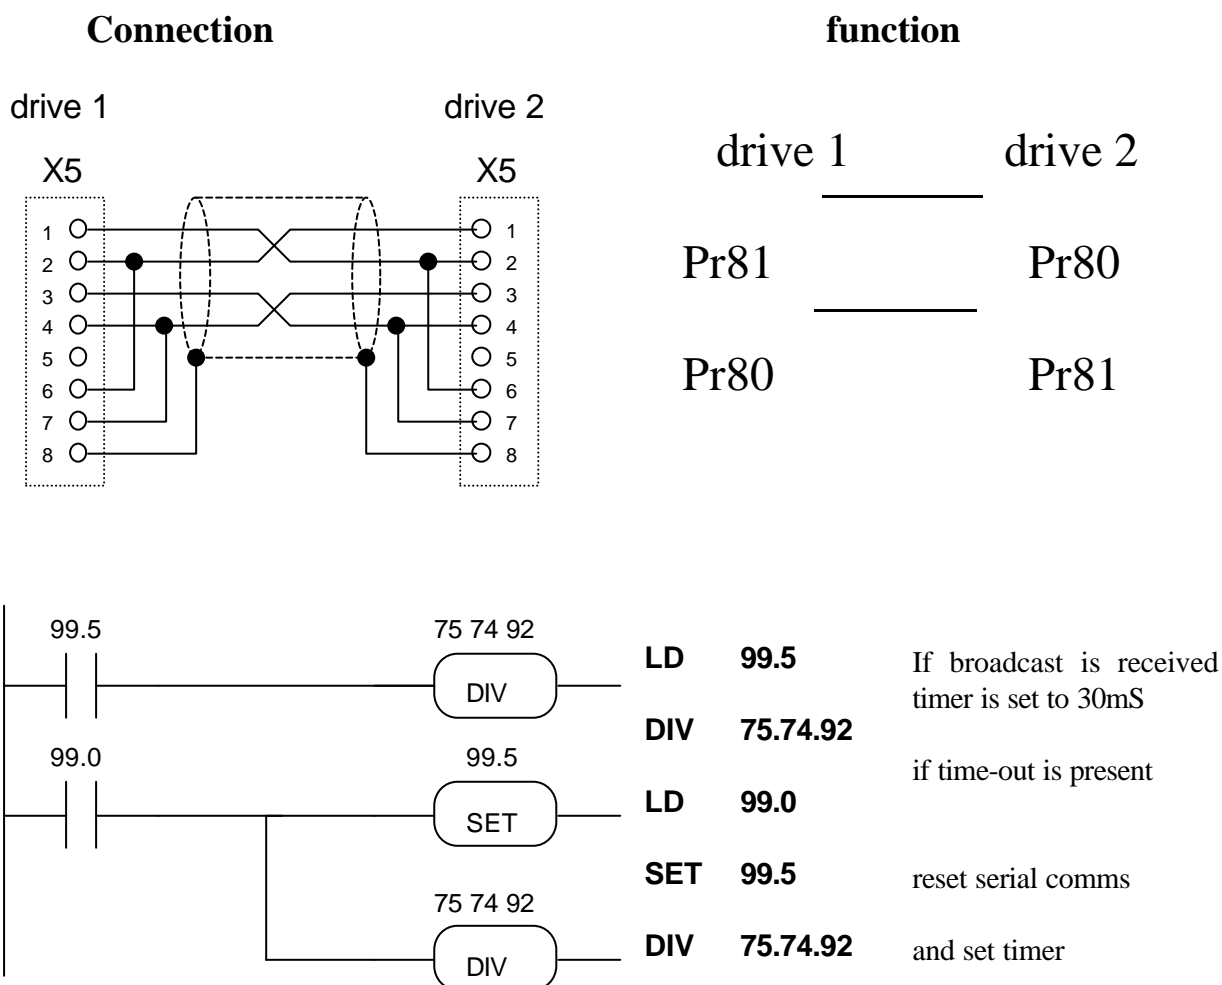 Connection function
drive 1 drive 2
drive 1 drive 2
X5 X5
1 1
2 2
3 3
4 4
5 5
6 6
7 7
8 8
Pr81 Pr80
Pr80 Pr81
99.5 75 74 92
DIV
99.0 99.5
SET
75 74 92
DIV
LD 99.5 If broadcast is received
timer is set to 30mS
DIV 75.74.92
if time-out is present
LD 99.0
SET 99.5 reset serial comms
DIV 75.74.92 and set timer